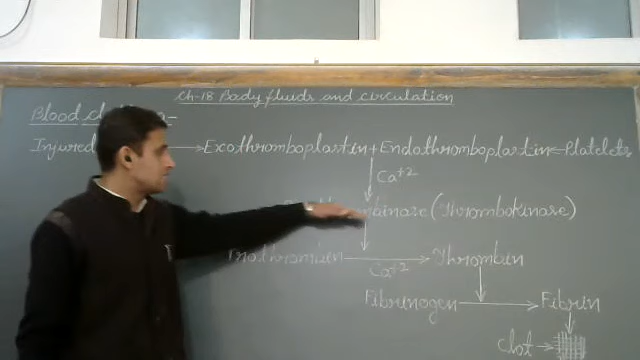 Ch-18 Body fluids and circulation
Blood
Injured → Exothromboplastin + Endothromboplastin ← Platelets
Ca+2
(Thrombokinase)
→ Thrombin
Ca+2
Fibrinogen → Fibrin
clot →